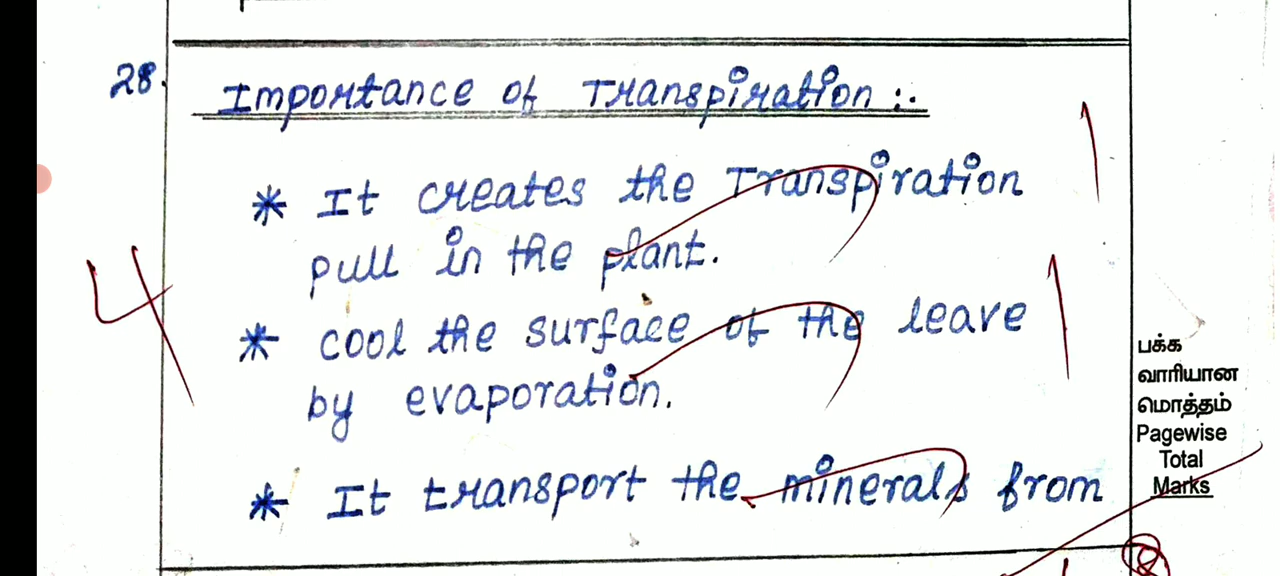 28. Importance of Transpiration :.
1
* It creates the Transpiration
pull in the plant.
4
* cool the surface of the leave
1
by evaporation.
* It transport the minerals from
பக்க
வாரியான
மொத்தம்
Pagewise
Total
Marks
8